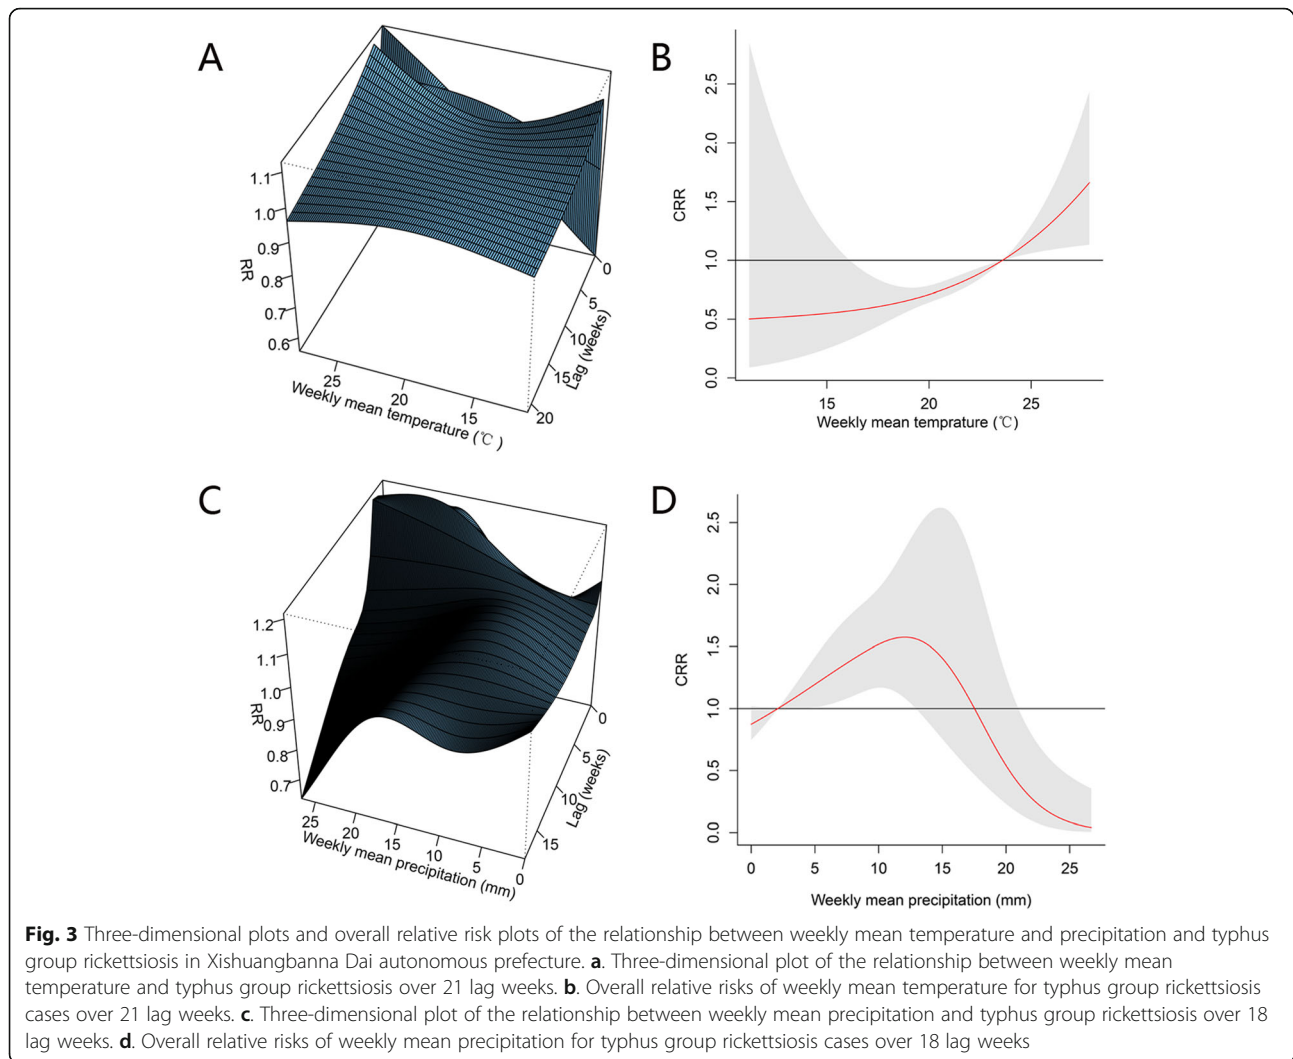 A
1.1
1.0
0.9
0.8
0.7
0.6
RR
25
20
15
Weekly mean temperature (℃)
0
5
10
15
20
Lag (weeks)
B
2.5
2.0
1.5
1.0
0.5
0.0
CRR
15
20
25
Weekly mean temprature (℃)
C
1.2
1.1
1.0
0.9
0.8
0.7
RR
25
20
15
10
5
0
Weekly mean precipitation (mm)
0
5
10
15
Lag (weeks)
D
2.5
2.0
1.5
1.0
0.5
0.0
CRR
0
5
10
15
20
25
Weekly mean precipitation (mm)
Fig. 3 Three-dimensional plots and overall relative risk plots of the relationship between weekly mean temperature and precipitation and typhus
group rickettsiosis in Xishuangbanna Dai autonomous prefecture. a. Three-dimensional plot of the relationship between weekly mean
temperature and typhus group rickettsiosis over 21 lag weeks. b. Overall relative risks of weekly mean temperature for typhus group rickettsiosis
cases over 21 lag weeks. c. Three-dimensional plot of the relationship between weekly mean precipitation and typhus group rickettsiosis over 18
lag weeks. d. Overall relative risks of weekly mean precipitation for typhus group rickettsiosis cases over 18 lag weeks